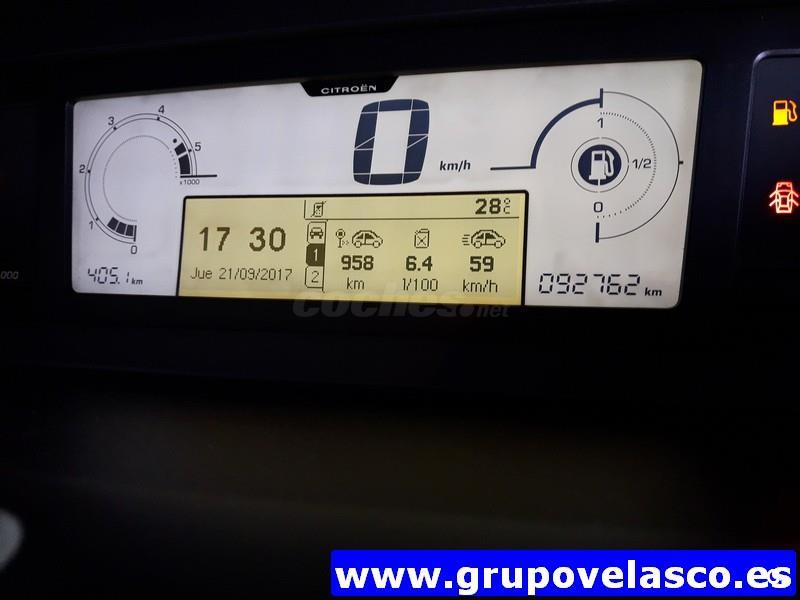 CITROËN
4
3
5
2
x1000
1
0
0 km/h
1
1/2
0
28°C
17 30
Jue 21/09/2017
1
2
958 6.4 59
km 1/100 km/h
405.1 km
092762 km
000
coches.net
www.grupovelasco.es